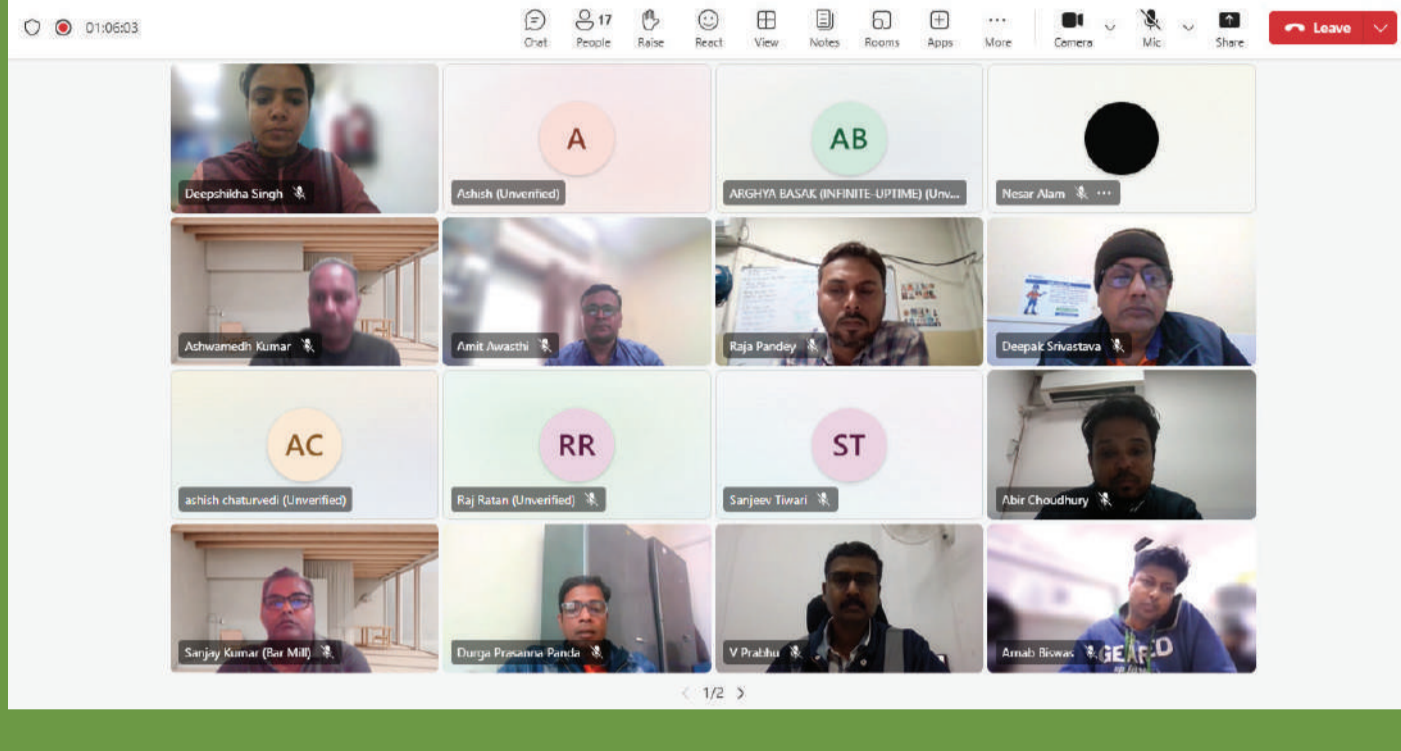 01:06:03
17
Chat People Raise React View Notes Rooms Apps More Camera Mic Share Leave
A
AB
Deepshikha Singh
Ashish (Unverified)
ARGHYA BASAK (INFINITE-UPTIME) (Unv...
Nesar Alam
Ashwamedh Kumar
Amit Awasthi
Raja Pandey
Deepak Srivastava
AC
RR
ST
ashish chaturvedi (Unverified)
Raj Ratan (Unverified)
Sanjeev Tiwari
Abir Choudhury
GEAR
Sanjay Kumar (Bar Mill)
Durga Prasanna Panda
V Prabhu
Arnab Biswas
1/2